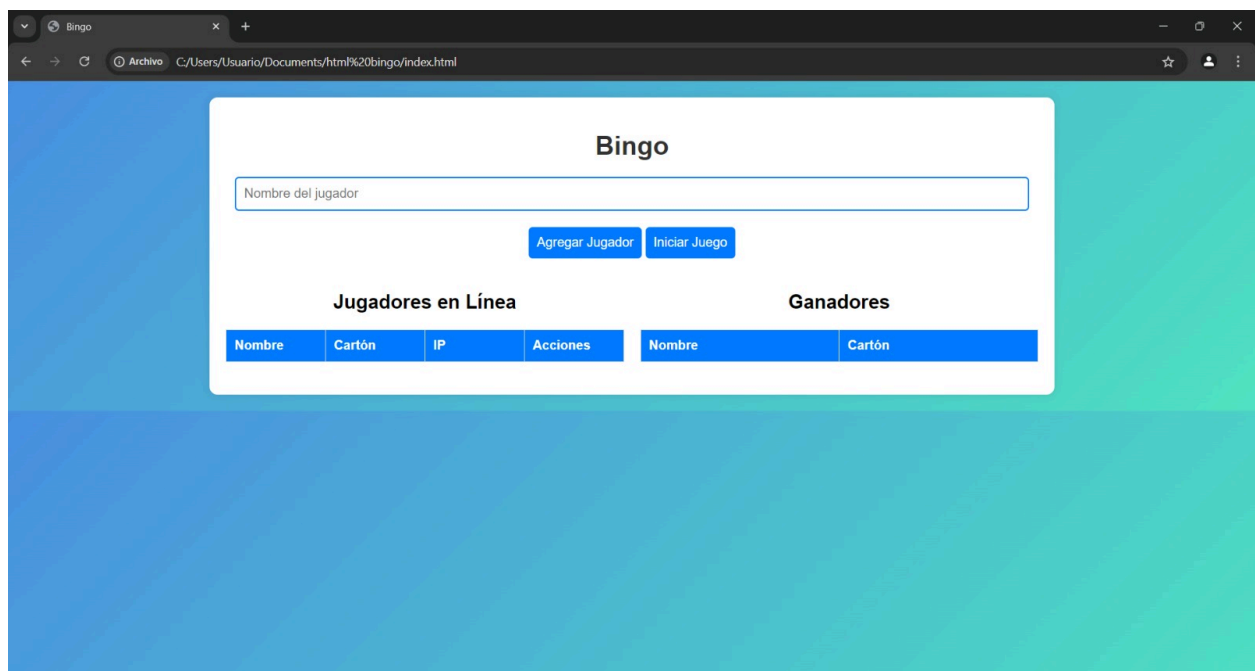 Bingo
Archivo C:/Users/Usuario/Documents/html%20bingo/index.html
Bingo
Nombre del jugador
Agregar Jugador Iniciar Juego
Jugadores en Línea Ganadores
Nombre Cartón IP Acciones Nombre Cartón